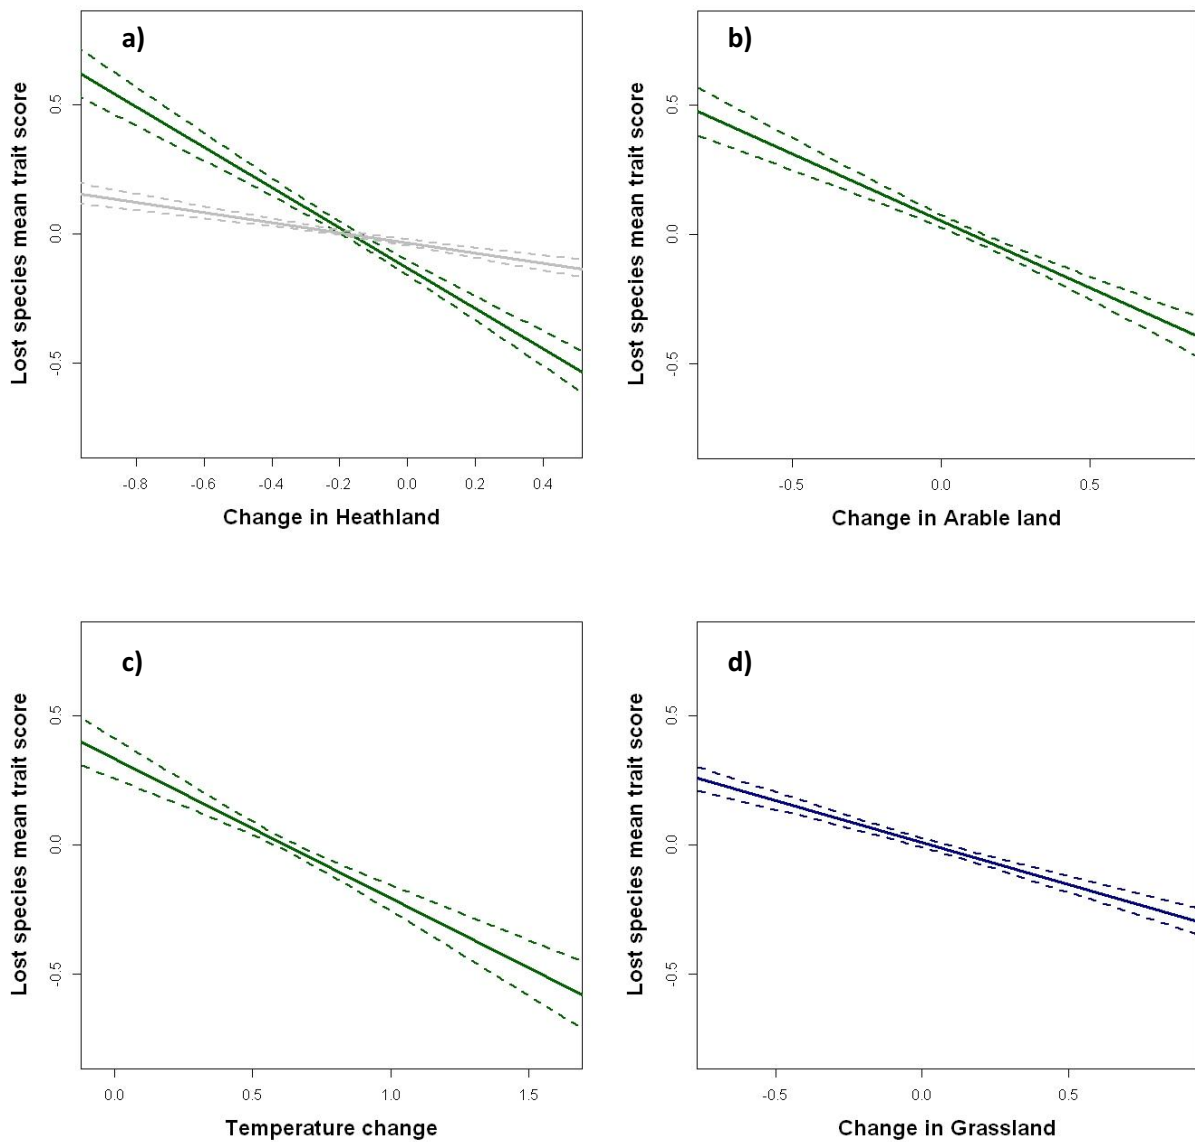 a)
Lost species mean trait score
0.5
0.0
-0.5
-0.8 -0.6 -0.4 -0.2 0.0 0.2 0.4
Change in Heathland
b)
Lost species mean trait score
0.5
0.0
-0.5
-0.5 0.0 0.5
Change in Arable land
c)
Lost species mean trait score
0.5
0.0
-0.5
0.0 0.5 1.0 1.5
Temperature change
d)
Lost species mean trait score
0.5
0.0
-0.5
-0.5 0.0 0.5
Change in Grassland